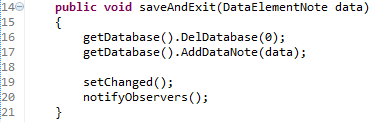 14 public void saveAndExit(DataElementNote data)
15 {
16 getDatabase().DelDatabase(0);
17 getDatabase().AddDataNote(data);
18
19 setChanged();
20 notifyObservers();
21 }